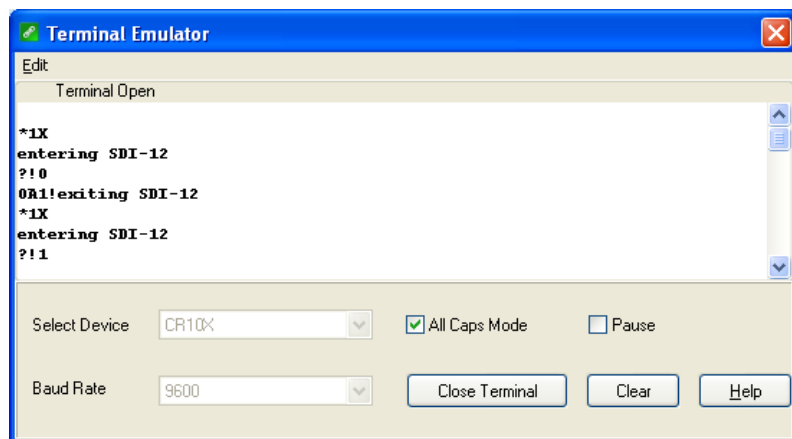 Terminal Emulator
Edit
Terminal Open
*1X
entering SDI-12
?!0
0A1!exiting SDI-12
*1X
entering SDI-12
?!1
Select Device CR10X All Caps Mode Pause
Baud Rate 9600 Close Terminal Clear Help